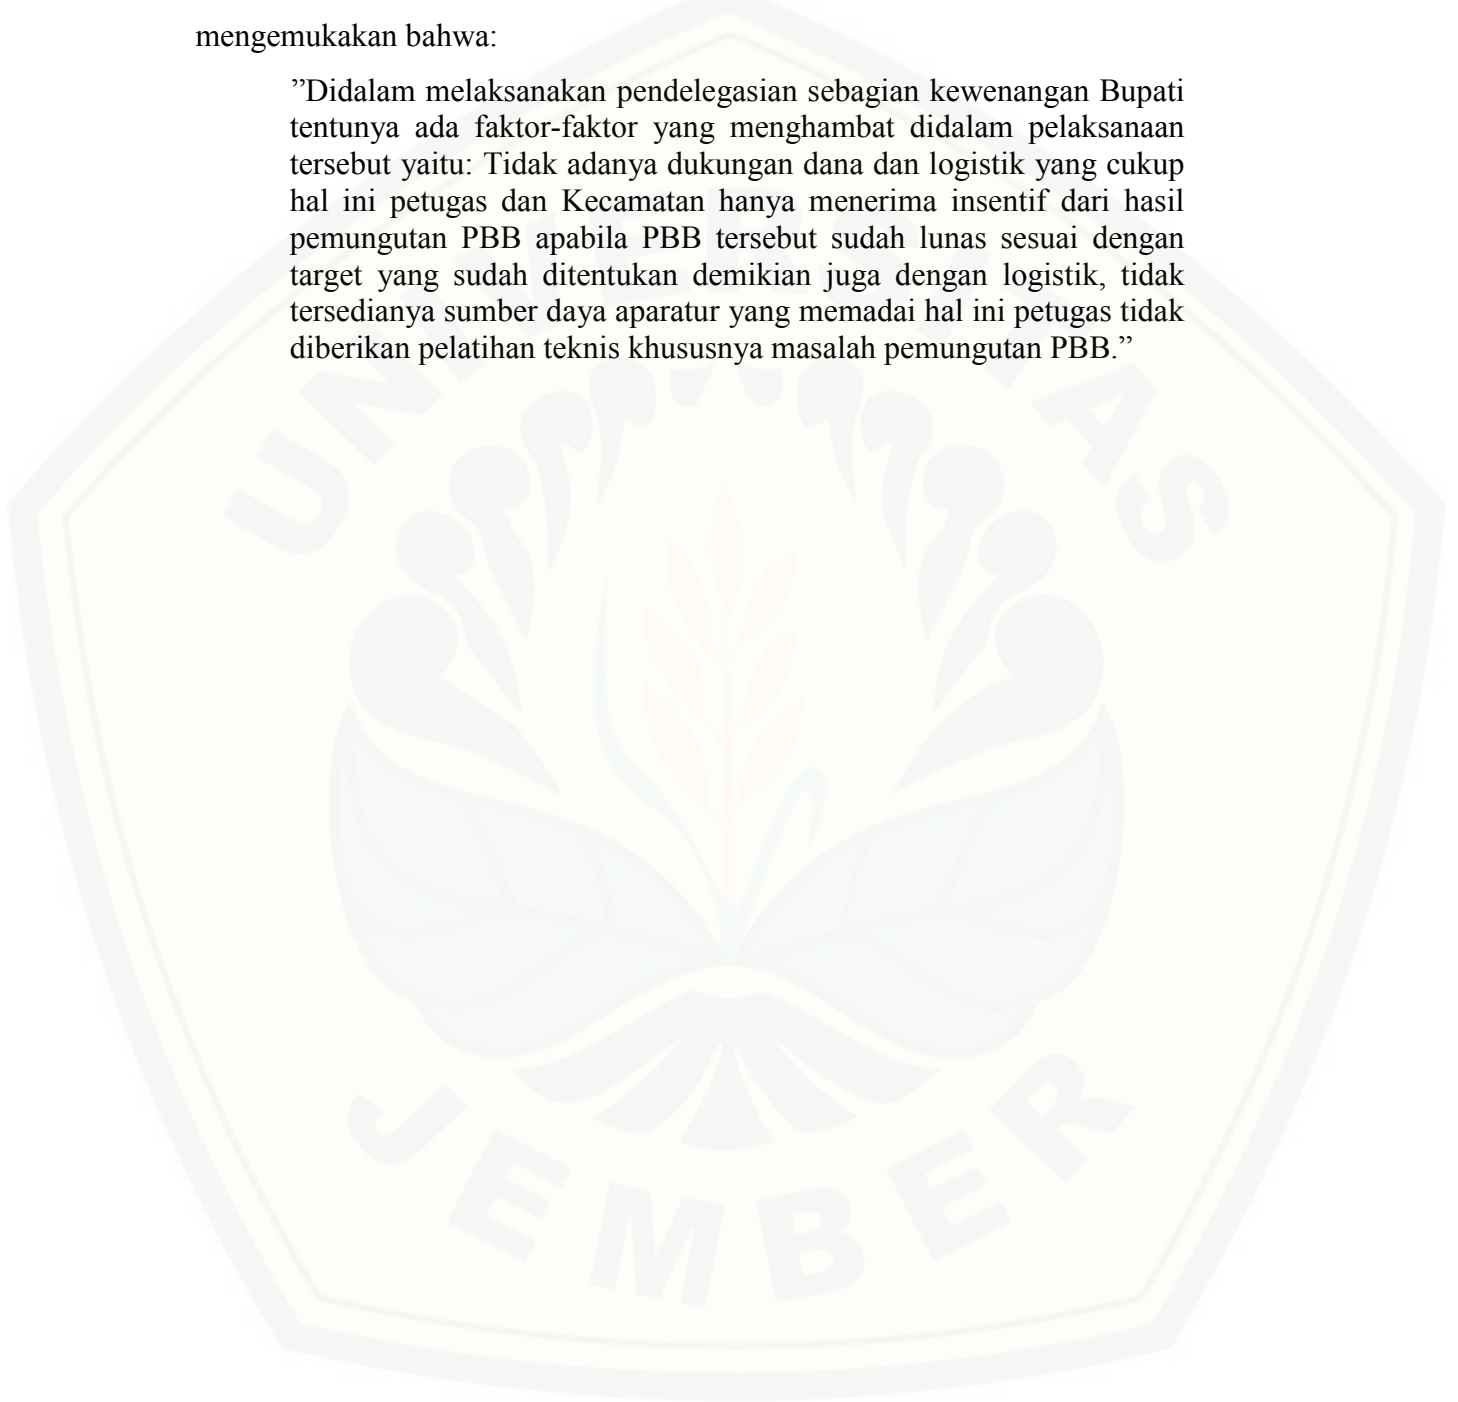 mengemukakan bahwa:
”Didalam melaksanakan pendelegasian sebagian kewenangan Bupati
tentunya ada faktor-faktor yang menghambat didalam pelaksanaan
tersebut yaitu: Tidak adanya dukungan dana dan logistik yang cukup
hal ini petugas dan Kecamatan hanya menerima insentif dari hasil
pemungutan PBB apabila PBB tersebut sudah lunas sesuai dengan
target yang sudah ditentukan demikian juga dengan logistik, tidak
tersedianya sumber daya aparatur yang memadai hal ini petugas tidak
diberikan pelatihan teknis khususnya masalah pemungutan PBB.”
UNIVERSITAS
JEMBER